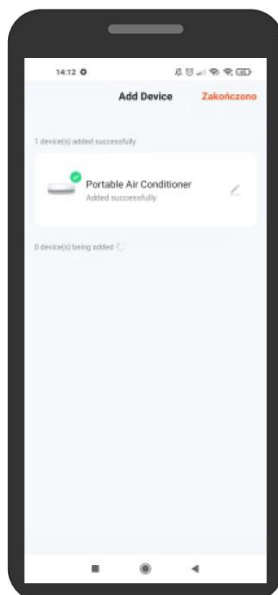 14:12
Add Device
Zakończono
1 device(s) added successfully
Portable Air Conditioner
Added successfully
0 device(s) being added